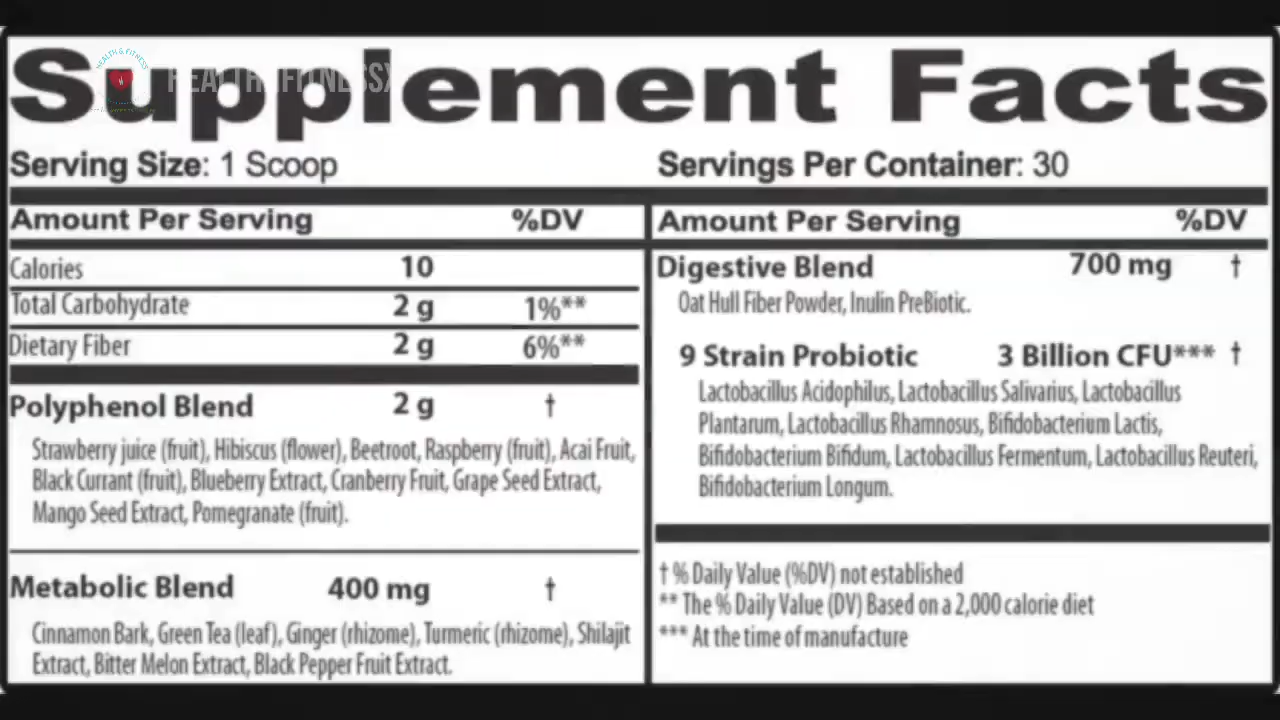 Supplement Facts
HEALTH & FITNESS
Serving Size: 1 Scoop
Servings Per Container: 30
Amount Per Serving %DV
Calories 10
Total Carbohydrate 2 g 1%**
Dietary Fiber 2 g 6%**
Polyphenol Blend 2 g †
Strawberry juice (fruit), Hibiscus (flower), Beetroot, Raspberry (fruit), Acai Fruit,
Black Currant (fruit), Blueberry Extract, Cranberry Fruit, Grape Seed Extract,
Mango Seed Extract, Pomegranate (fruit).
Metabolic Blend 400 mg †
Cinnamon Bark, Green Tea (leaf), Ginger (rhizome), Turmeric (rhizome), Shilajit
Extract, Bitter Melon Extract, Black Pepper Fruit Extract.
Amount Per Serving %DV
Digestive Blend 700 mg †
Oat Hull Fiber Powder, Inulin PreBiotic.
9 Strain Probiotic 3 Billion CFU*** †
Lactobacillus Acidophilus, Lactobacillus Salivarius, Lactobacillus
Plantarum, Lactobacillus Rhamnosus, Bifidobacterium Lactis,
Bifidobacterium Bifidum, Lactobacillus Fermentum, Lactobacillus Reuteri,
Bifidobacterium Longum.
† % Daily Value (%DV) not established
** The % Daily Value (DV) Based on a 2,000 calorie diet
*** At the time of manufacture